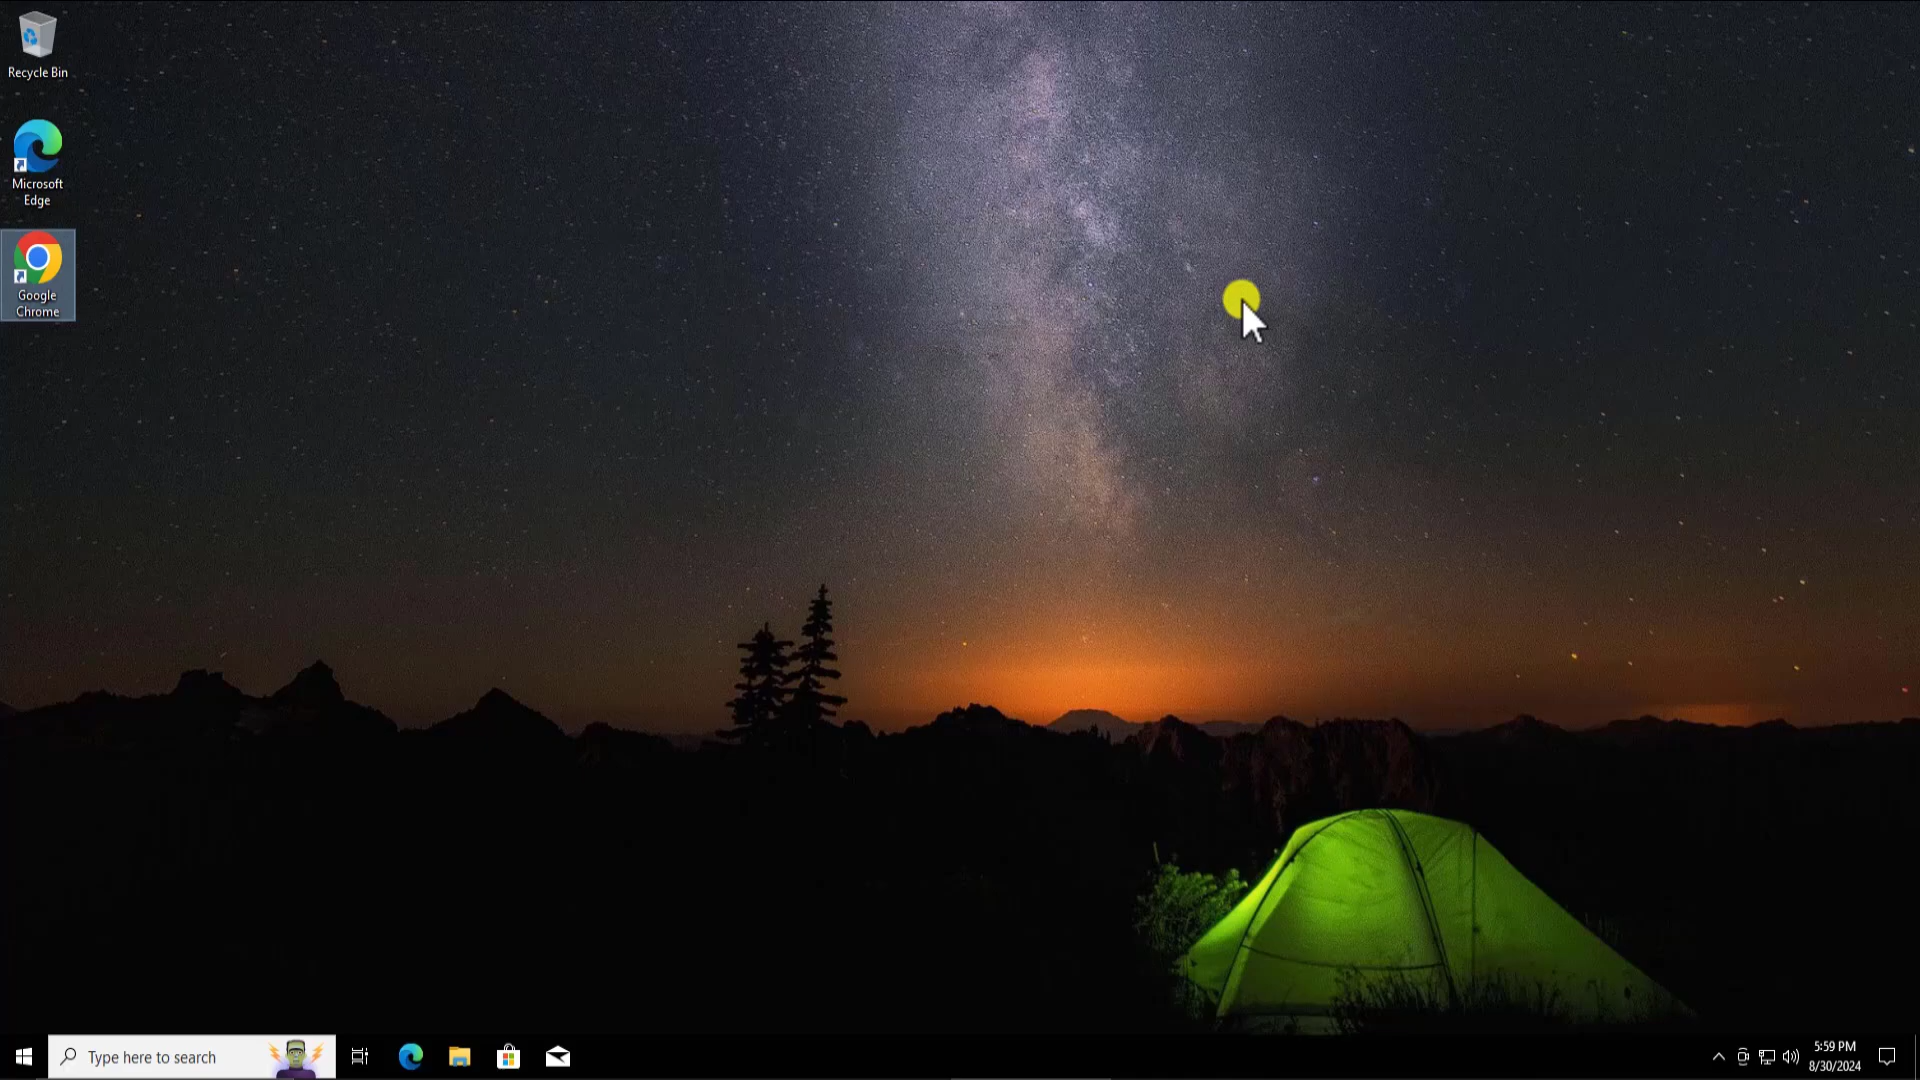 Recycle Bin
Microsoft
Edge
Google
Chrome
Type here to search
5:59 PM
8/30/2024